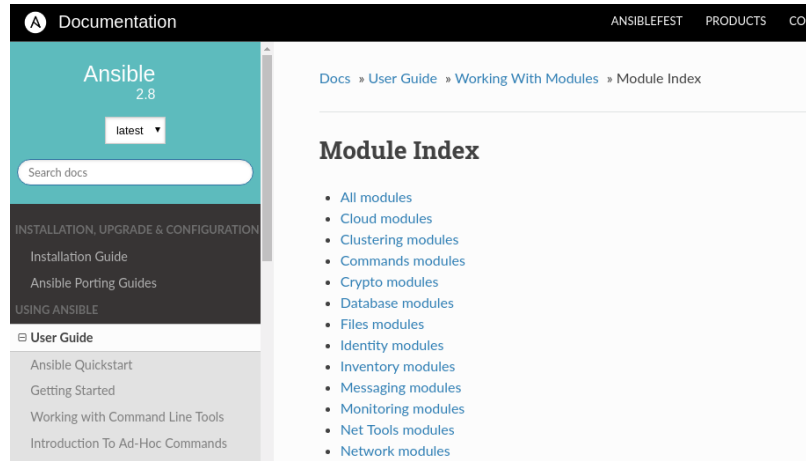 Documentation
ANSIBLEFEST PRODUCTS CO
Ansible
2.8
latest
Search docs
INSTALLATION, UPGRADE & CONFIGURATION
Installation Guide
Ansible Porting Guides
USING ANSIBLE
User Guide
Ansible Quickstart
Getting Started
Working with Command Line Tools
Introduction To Ad-Hoc Commands
Docs » User Guide » Working With Modules » Module Index
Module Index
• All modules
• Cloud modules
• Clustering modules
• Commands modules
• Crypto modules
• Database modules
• Files modules
• Identity modules
• Inventory modules
• Messaging modules
• Monitoring modules
• Net Tools modules
• Network modules